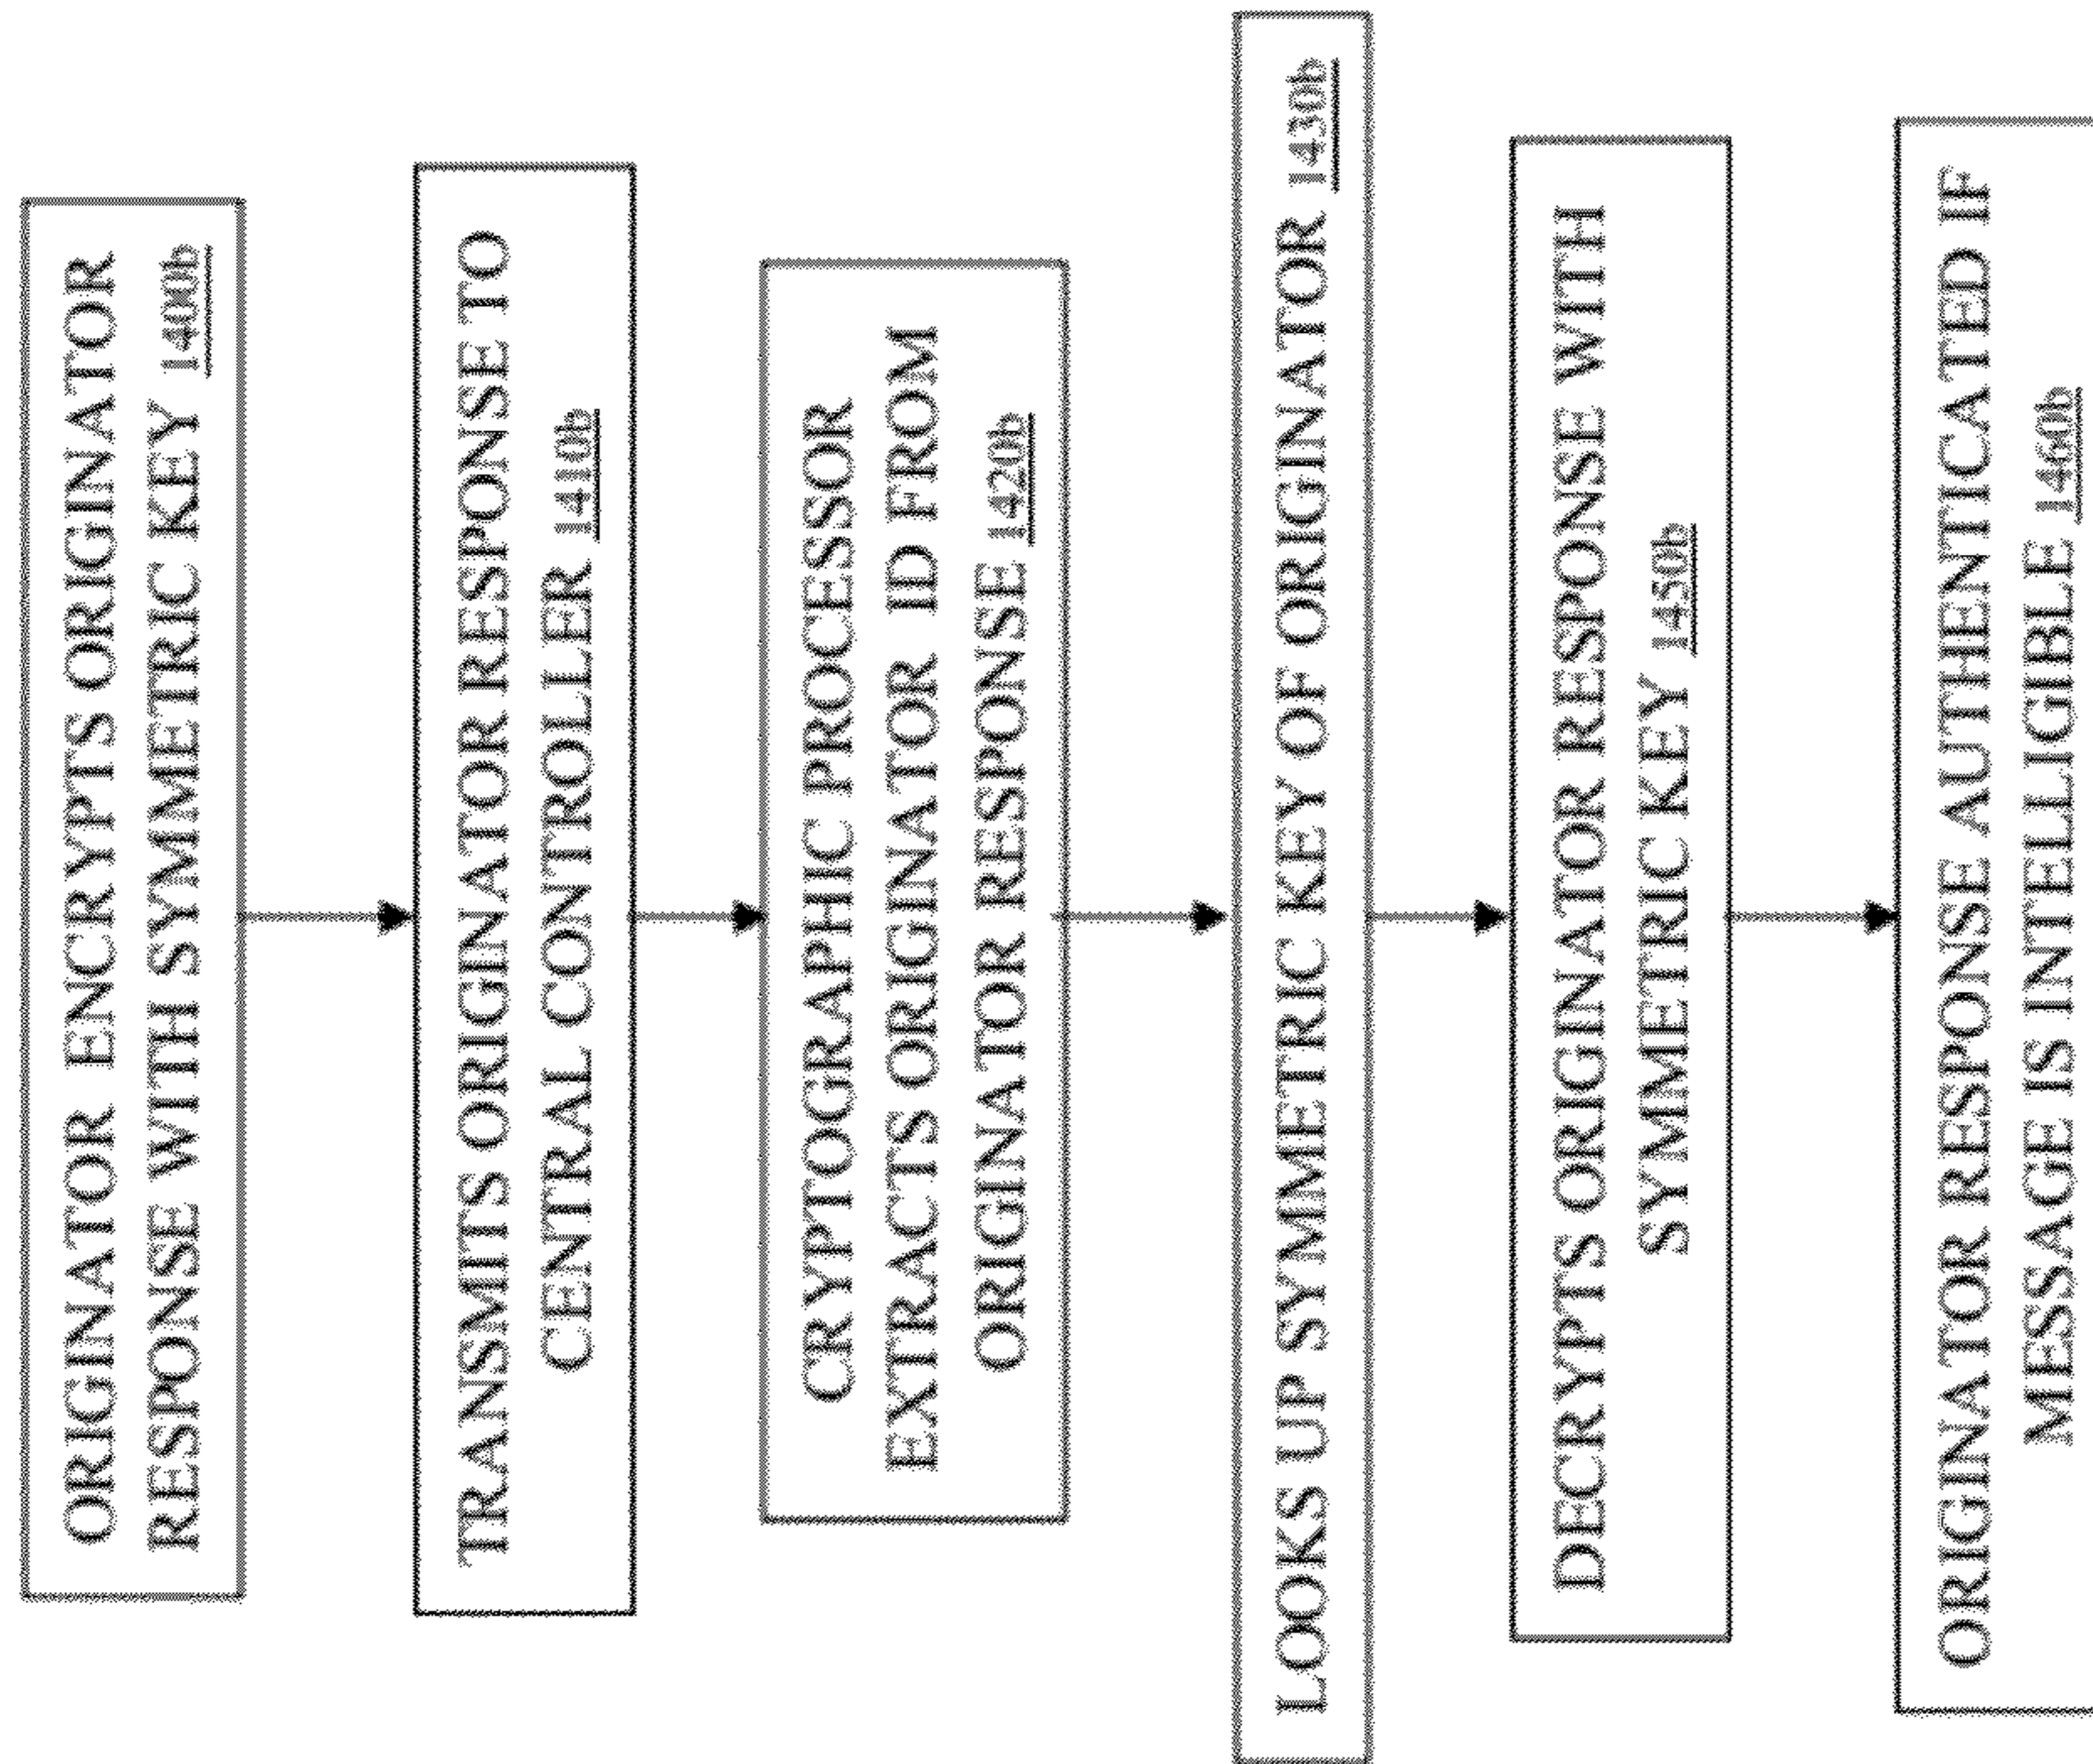 ORIGINATOR ENCRYPTS ORIGINATOR
RESPONSE WITH SYMMETRIC KEY 1400b
TRANSMITS ORIGINATOR RESPONSE TO
CENTRAL CONTROLLER 1410b
CRYPTOGRAPHIC PROCESSOR
EXTRACTS ORIGINATOR ID FROM
ORIGINATOR RESPONSE 1420b
LOOKS UP SYMMETRIC KEY OF ORIGINATOR 1430b
DECRYPTS ORIGINATOR RESPONSE WITH
SYMMETRIC KEY 1450b
ORIGINATOR RESPONSE AUTHENTICATED IF
MESSAGE IS INTELLIGIBLE 1460b